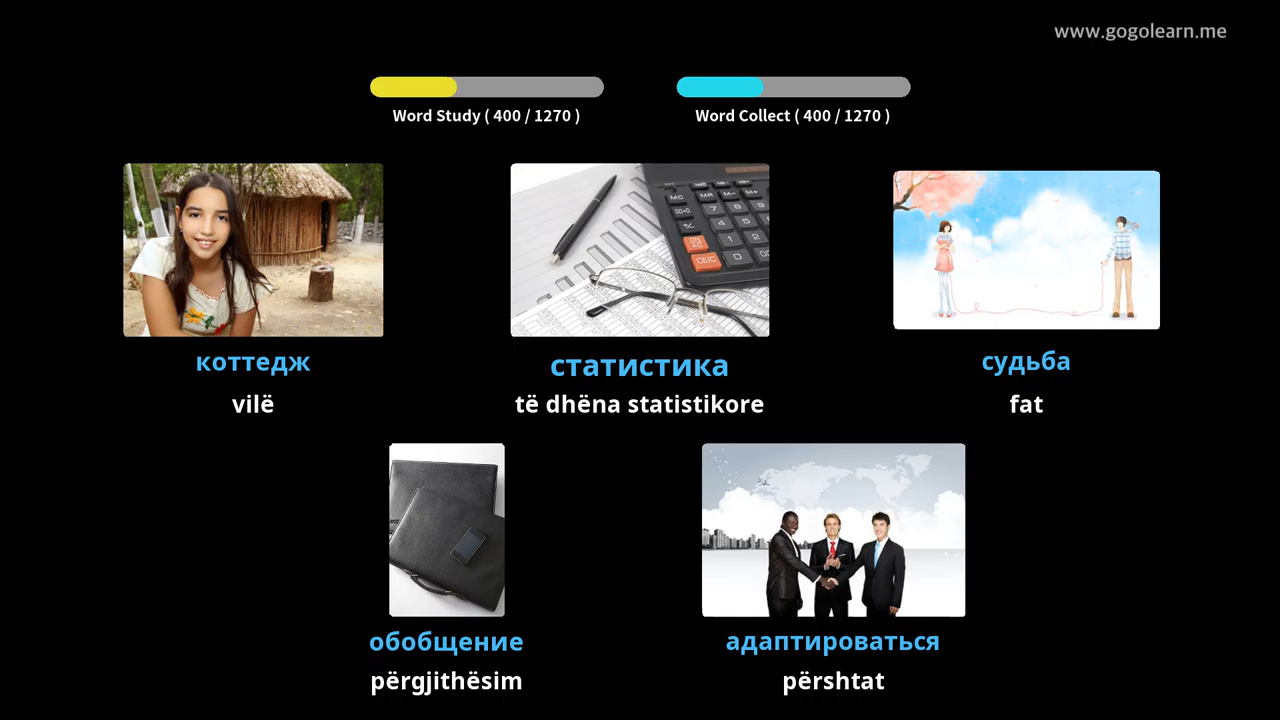 www.gogolearn.me
Word Study ( 400 / 1270 )
Word Collect ( 400 / 1270 )
коттедж
vilë
статистика
të dhëna statistikore
судьба
fat
обобщение
përgjithësim
адаптироваться
përshtat